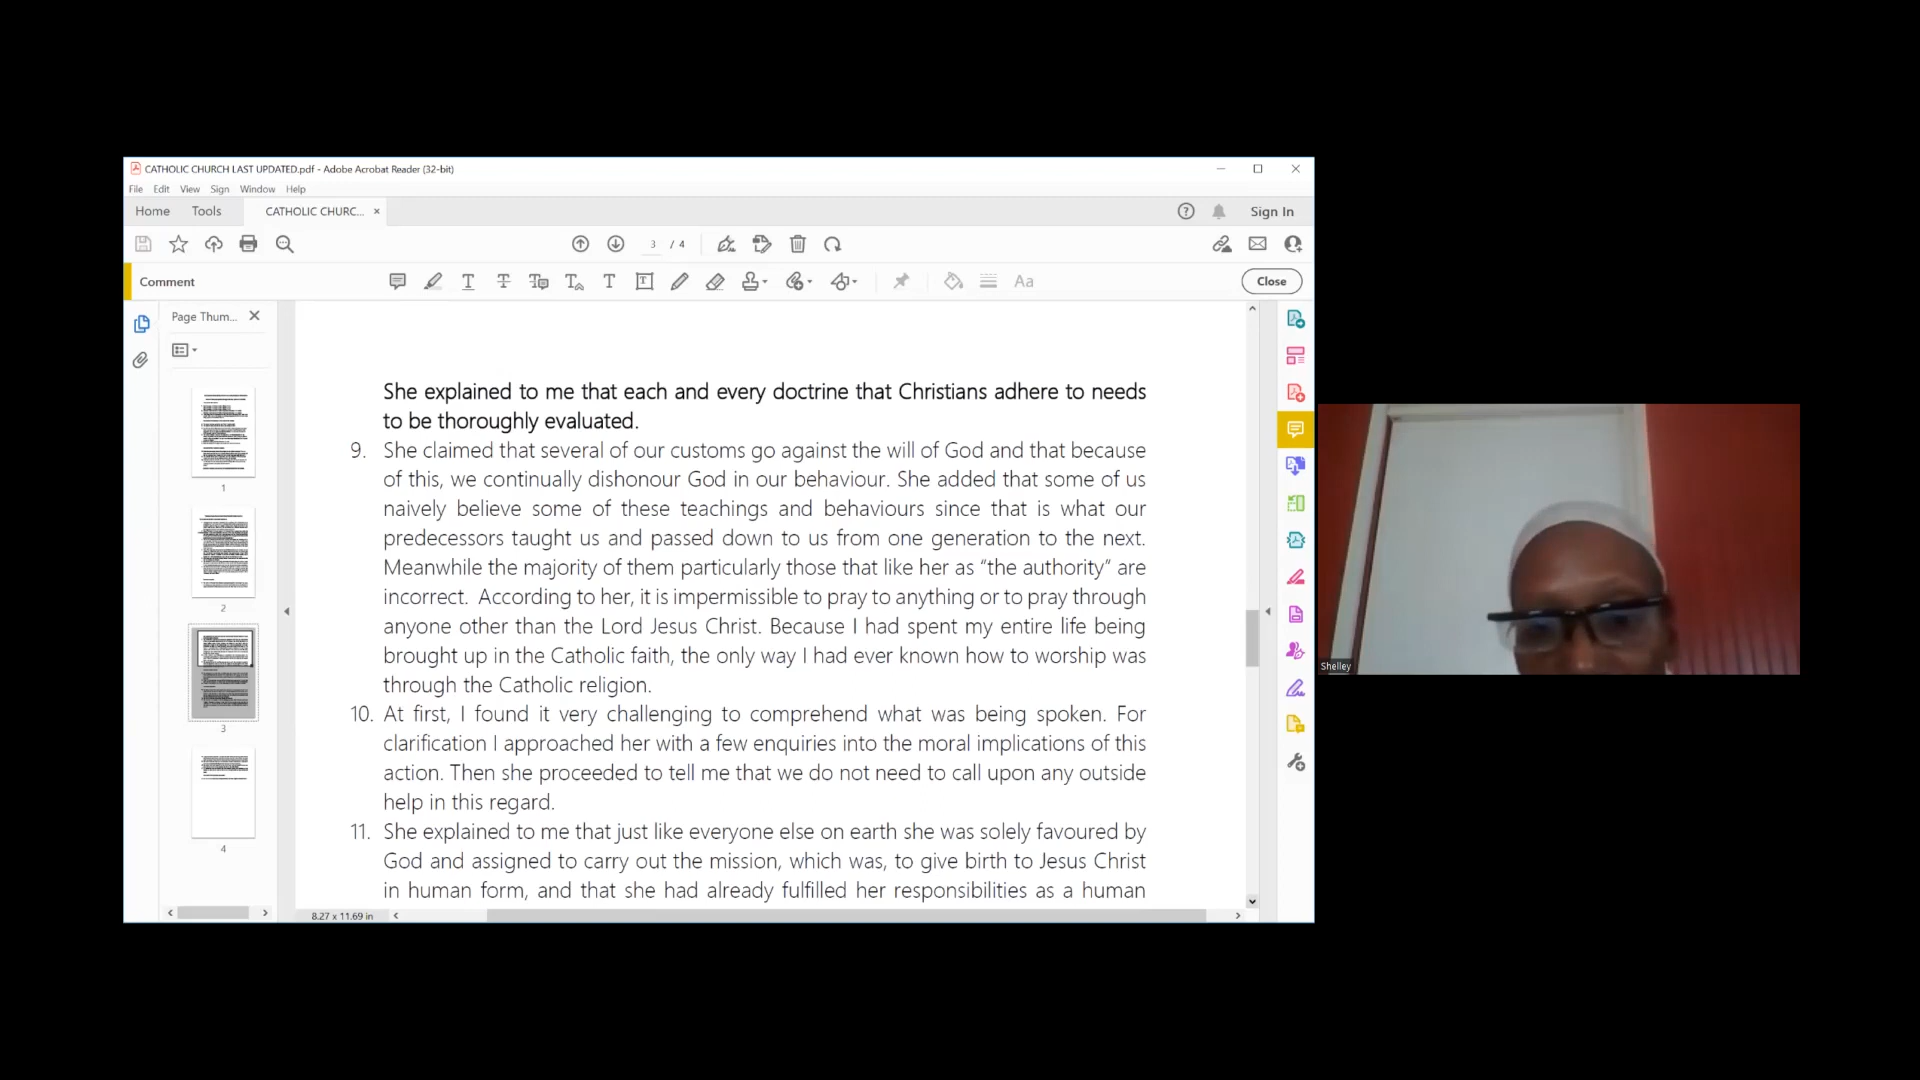 CATHOLIC CHURCH LAST UPDATED.pdf - Adobe Acrobat Reader (32-bit)
File Edit View Sign Window Help
Home Tools CATHOLIC CHURC... × Sign In
3 / 4
Comment Close
Page Thum...
She explained to me that each and every doctrine that Christians adhere to needs
to be thoroughly evaluated.
9. She claimed that several of our customs go against the will of God and that because
of this, we continually dishonour God in our behaviour. She added that some of us
naively believe some of these teachings and behaviours since that is what our
predecessors taught us and passed down to us from one generation to the next.
Meanwhile the majority of them particularly those that like her as “the authority” are
incorrect. According to her, it is impermissible to pray to anything or to pray through
anyone other than the Lord Jesus Christ. Because I had spent my entire life being
brought up in the Catholic faith, the only way I had ever known how to worship was
through the Catholic religion.
10. At first, I found it very challenging to comprehend what was being spoken. For
clarification I approached her with a few enquiries into the moral implications of this
action. Then she proceeded to tell me that we do not need to call upon any outside
help in this regard.
11. She explained to me that just like everyone else on earth she was solely favoured by
God and assigned to carry out the mission, which was, to give birth to Jesus Christ
in human form, and that she had already fulfilled her responsibilities as a human
1
2
3
4
8.27 x 11.69 in
Shelley